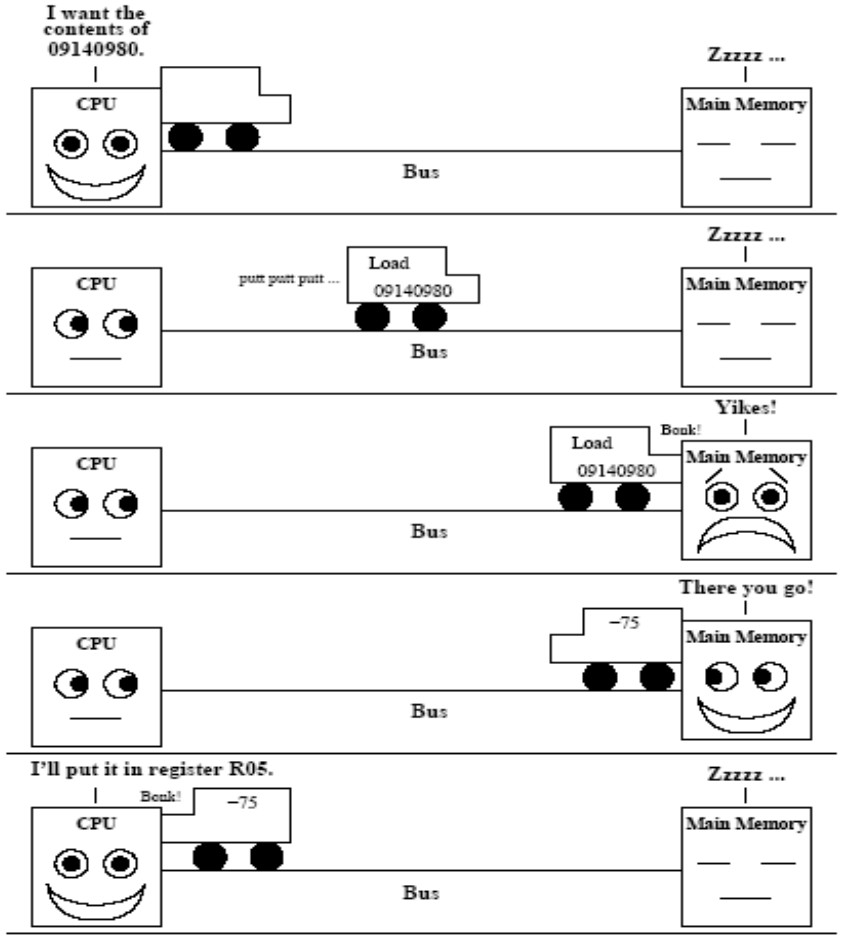 I want the
contents of
09140980.
Zzzzz ...
CPU
Main Memory
Bus
Zzzzz ...
CPU
putt putt putt ...
Load
09140980
Main Memory
Bus
Yikes!
Bonk!
CPU
Load
09140980
Main Memory
Bus
There you go!
CPU
−75
Main Memory
Bus
I'll put it in register R05.
Zzzzz ...
Bonk!
CPU
−75
Main Memory
Bus